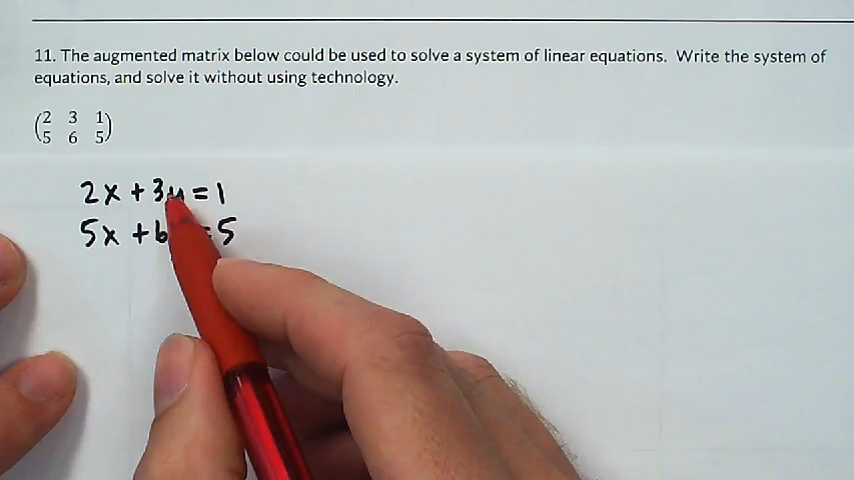 11. The augmented matrix below could be used to solve a system of linear equations. Write the system of
equations, and solve it without using technology.
(2 3 1
5 6 5)
2x + 3y = 1
5x + 6 = 5